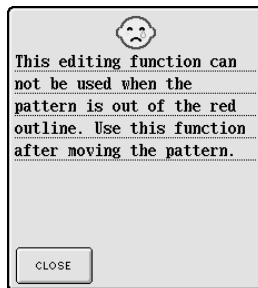 This editing function can
not be used when the
pattern is out of the red
outline. Use this function
after moving the pattern.
CLOSE